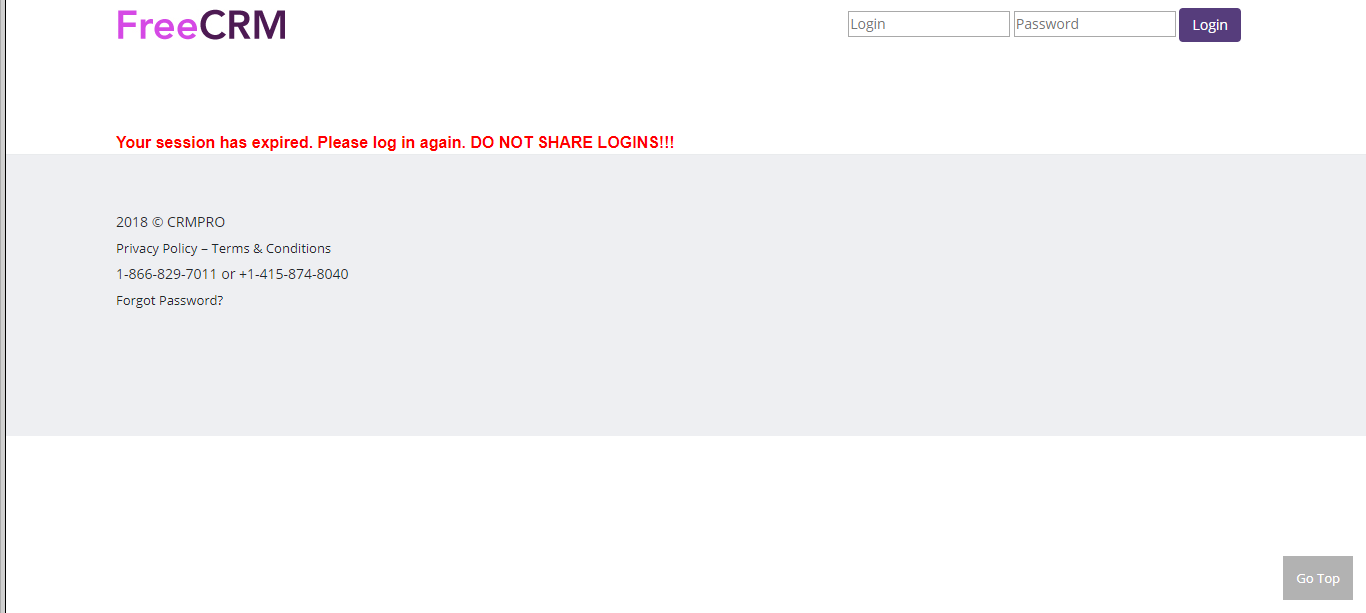 FreeCRM
Login Password Login
Your session has expired. Please log in again. DO NOT SHARE LOGINS!!!
2018 © CRMPRO
Privacy Policy – Terms & Conditions
1-866-829-7011 or +1-415-874-8040
Forgot Password?
Go Top